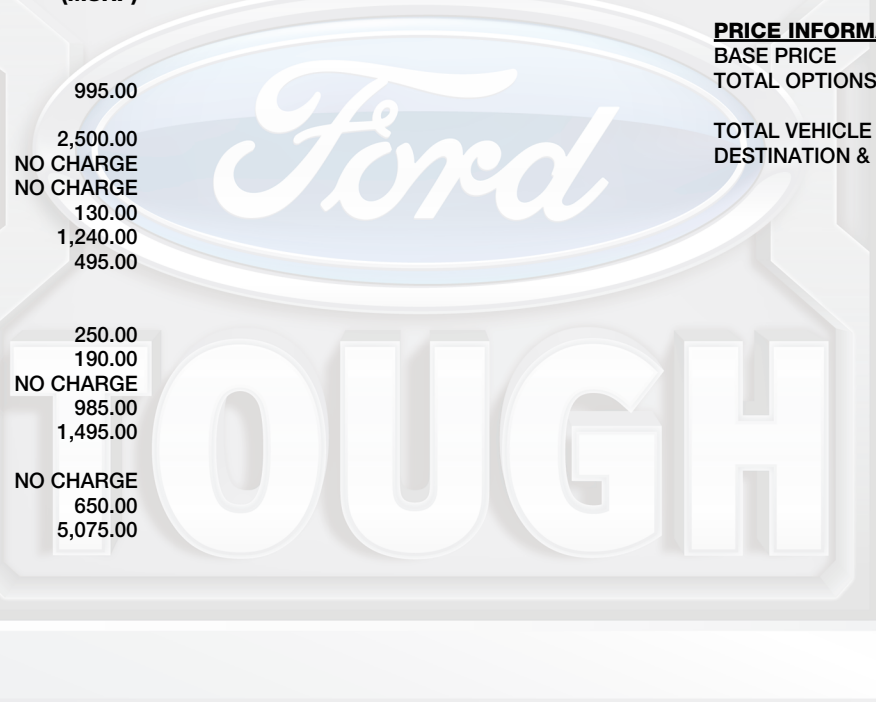 (MSRP)
995.00
2,500.00
NO CHARGE
NO CHARGE
130.00
1,240.00
495.00
250.00
190.00
NO CHARGE
985.00
1,495.00
NO CHARGE
650.00
5,075.00
PRICE INFORM
BASE PRICE
TOTAL OPTIONS
TOTAL VEHICLE
DESTINATION &
Ford
TOUGH